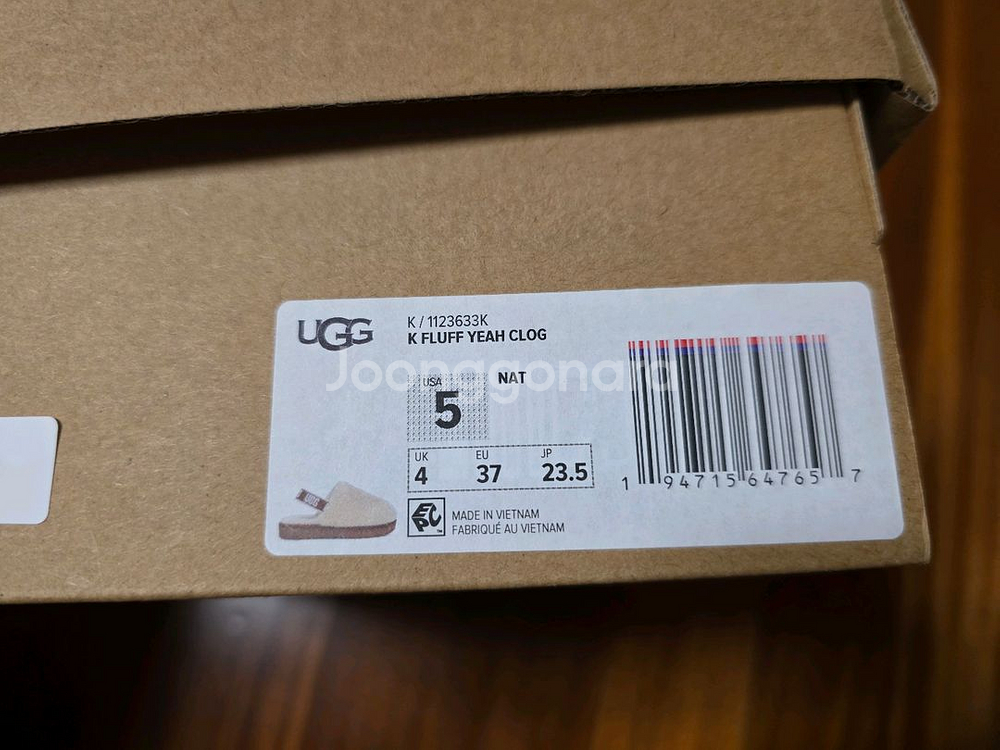 UGG
K / 1123633K
K FLUFF YEAH CLOG
USA
5
NAT
UK EU JP
4 37 23.5
EPC™
MADE IN VIETNAM
FABRIQUÉ AU VIETNAM
1 94715 64765 7
Joonggonara